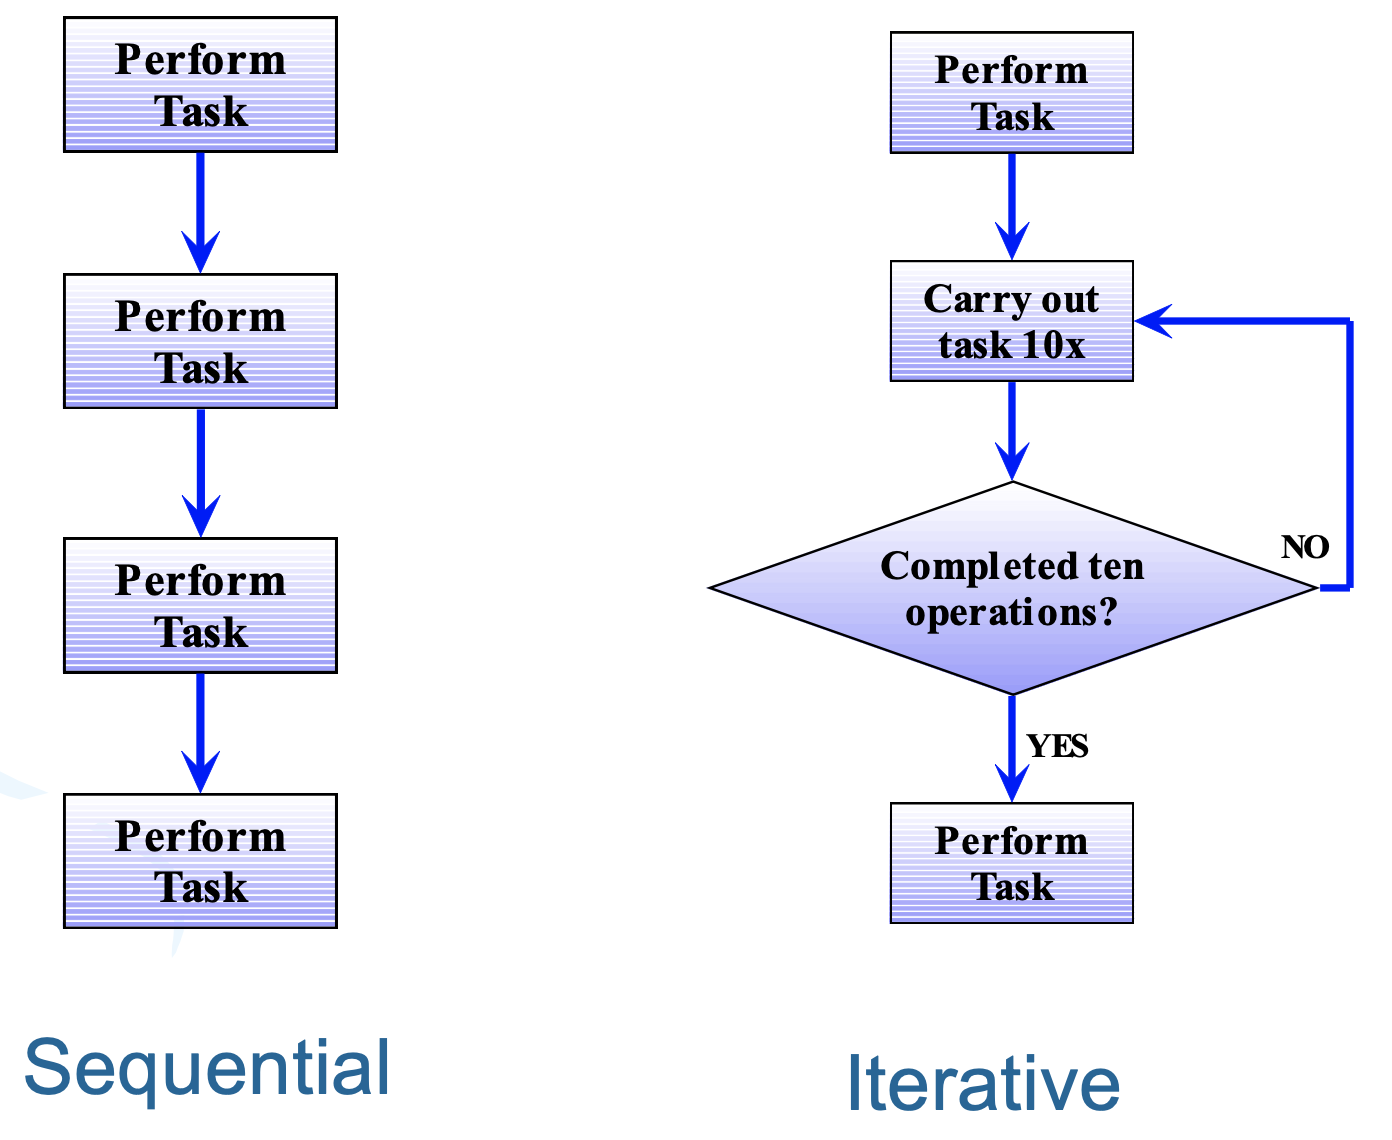 Perform
Task
Perform
Task
Perform
Task
Perform
Task
Sequential
Perform
Task
Carry out
task 10x
Completed ten
operations?
NO
YES
Perform
Task
Iterative